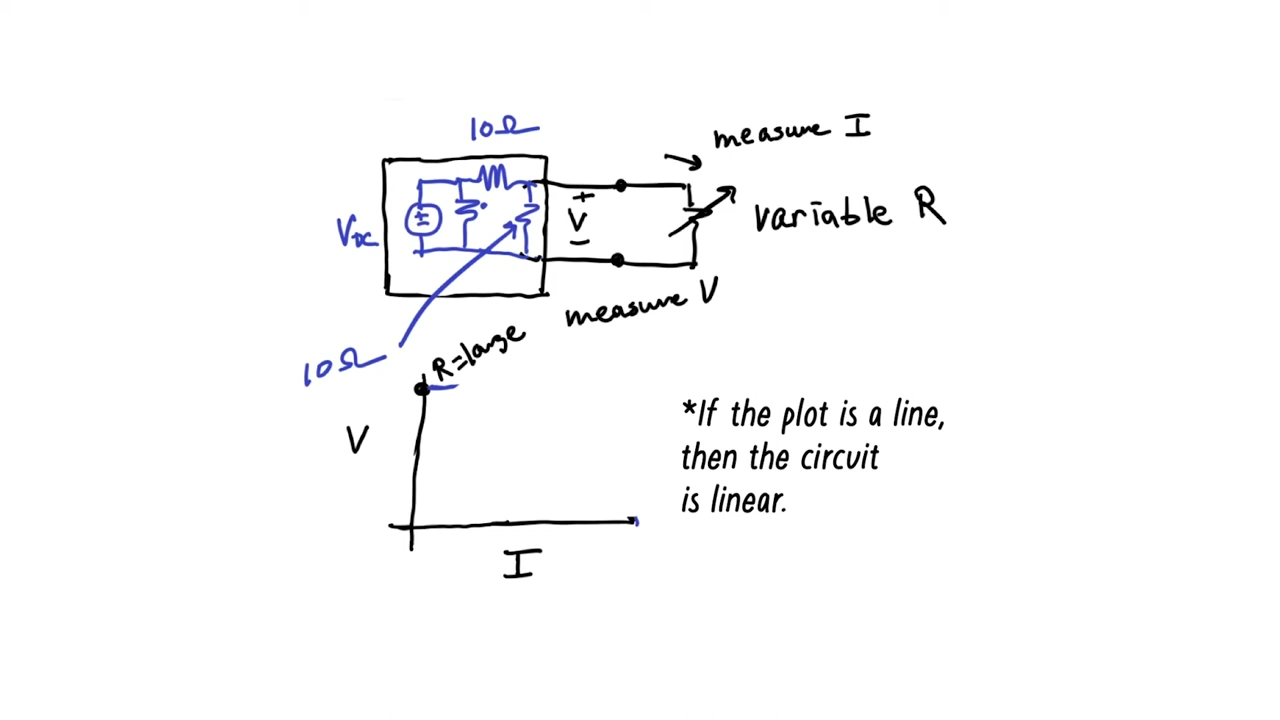 10Ω
measure I
+
V
−
variable R
VDC
±
measure V
10Ω
R=large
V
I
*If the plot is a line,
then the circuit
is linear.